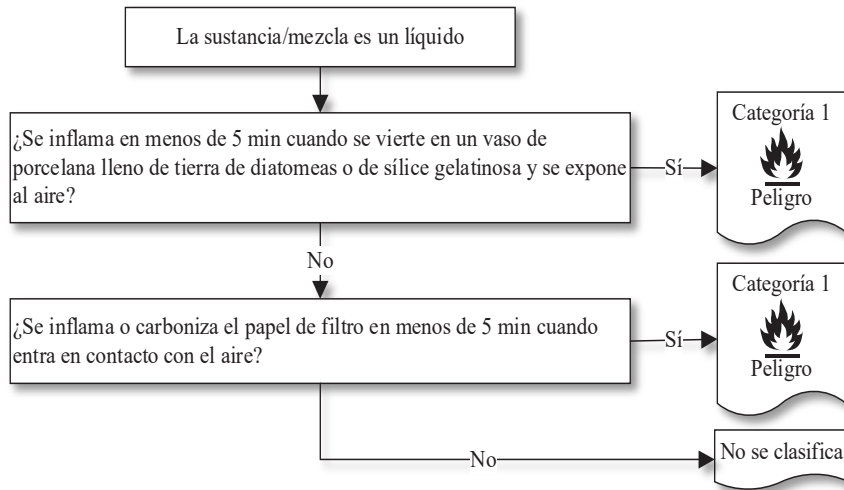 La sustancia/mezcla es un líquido
¿Se inflama en menos de 5 min cuando se vierte en un vaso de
porcelana lleno de tierra de diatomeas o de sílice gelatinosa y se expone
al aire?
Sí
Categoría 1
Peligro
No
¿Se inflama o carboniza el papel de filtro en menos de 5 min cuando
entra en contacto con el aire?
Sí
Categoría 1
Peligro
No
No se clasifica